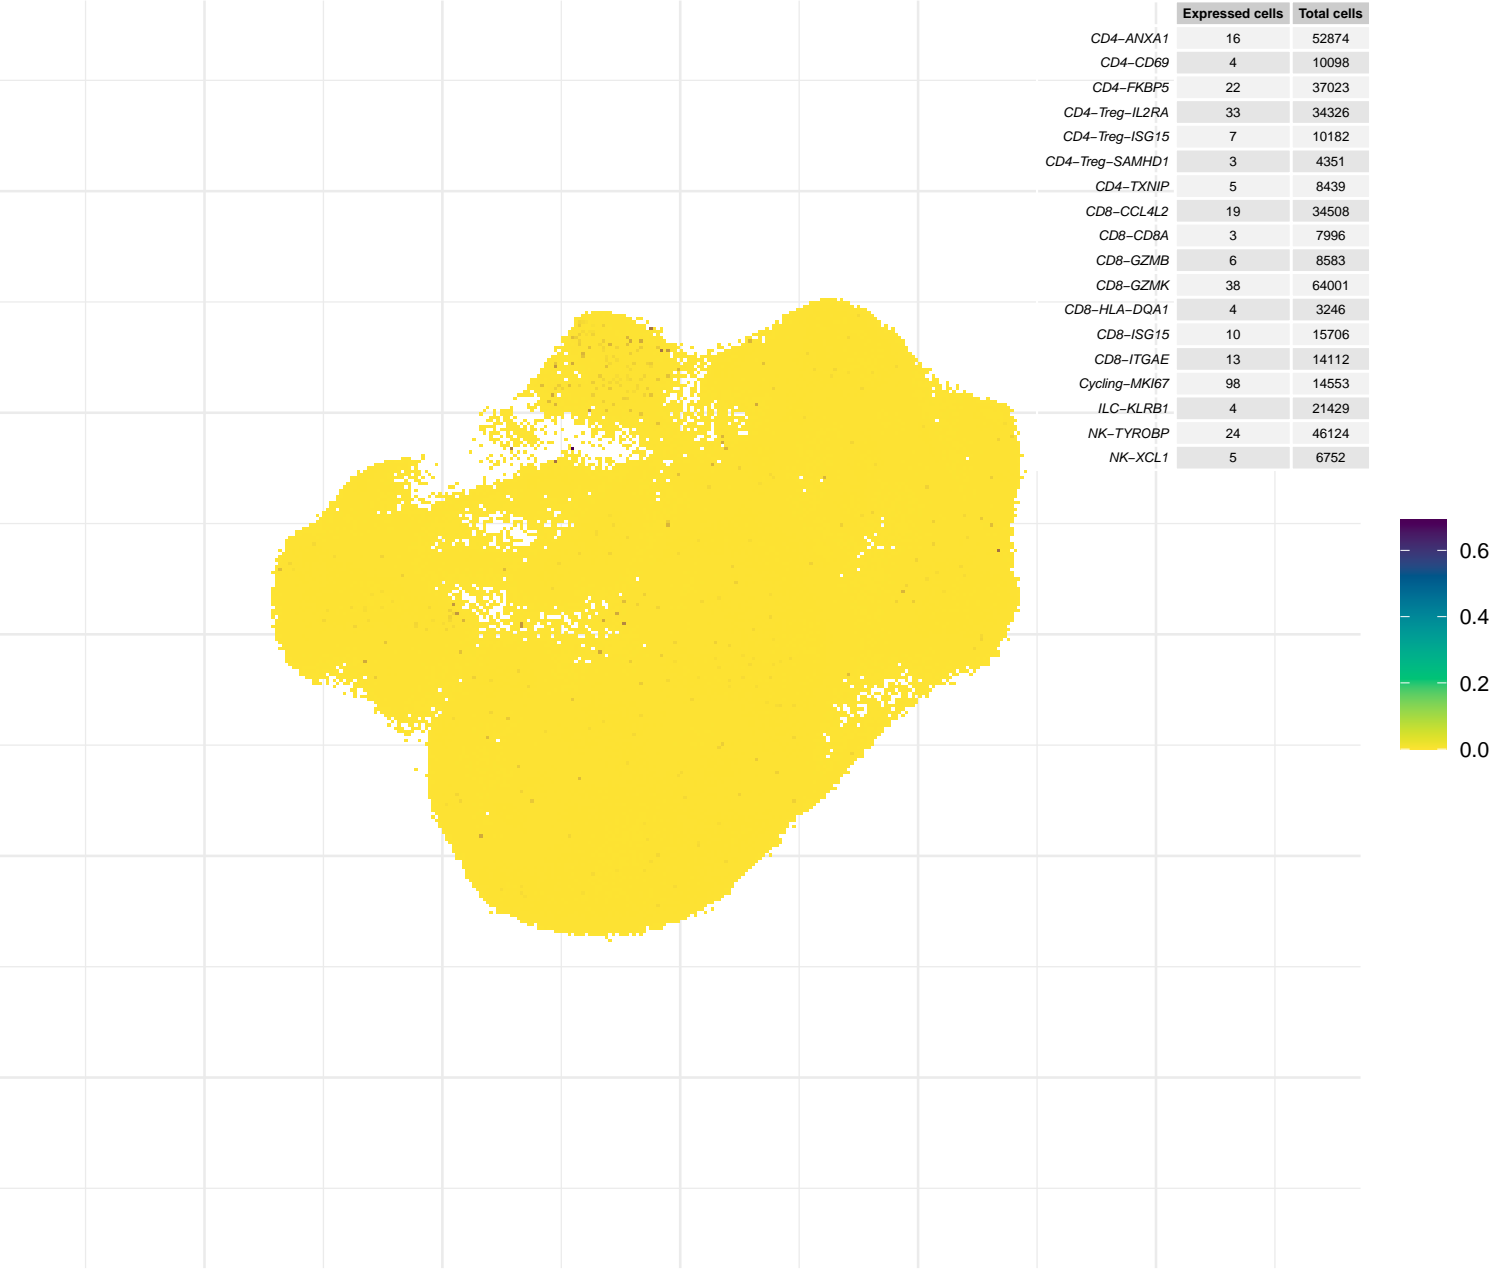 Expressed cells Total cells
CD4−ANXA1 16 52874
CD4−CD69 4 10098
CD4−FKBP5 22 37023
CD4−Treg−IL2RA 33 34326
CD4−Treg−ISG15 7 10182
CD4−Treg−SAMHD1 3 4351
CD4−TXNIP 5 8439
CD8−CCL4L2 19 34508
CD8−CD8A 3 7996
CD8−GZMB 6 8583
CD8−GZMK 38 64001
CD8−HLA−DQA1 4 3246
CD8−ISG15 10 15706
CD8−ITGAE 13 14112
Cycling−MKI67 98 14553
ILC−KLRB1 4 21429
NK−TYROBP 24 46124
NK−XCL1 5 6752
0.6
0.4
0.2
0.0